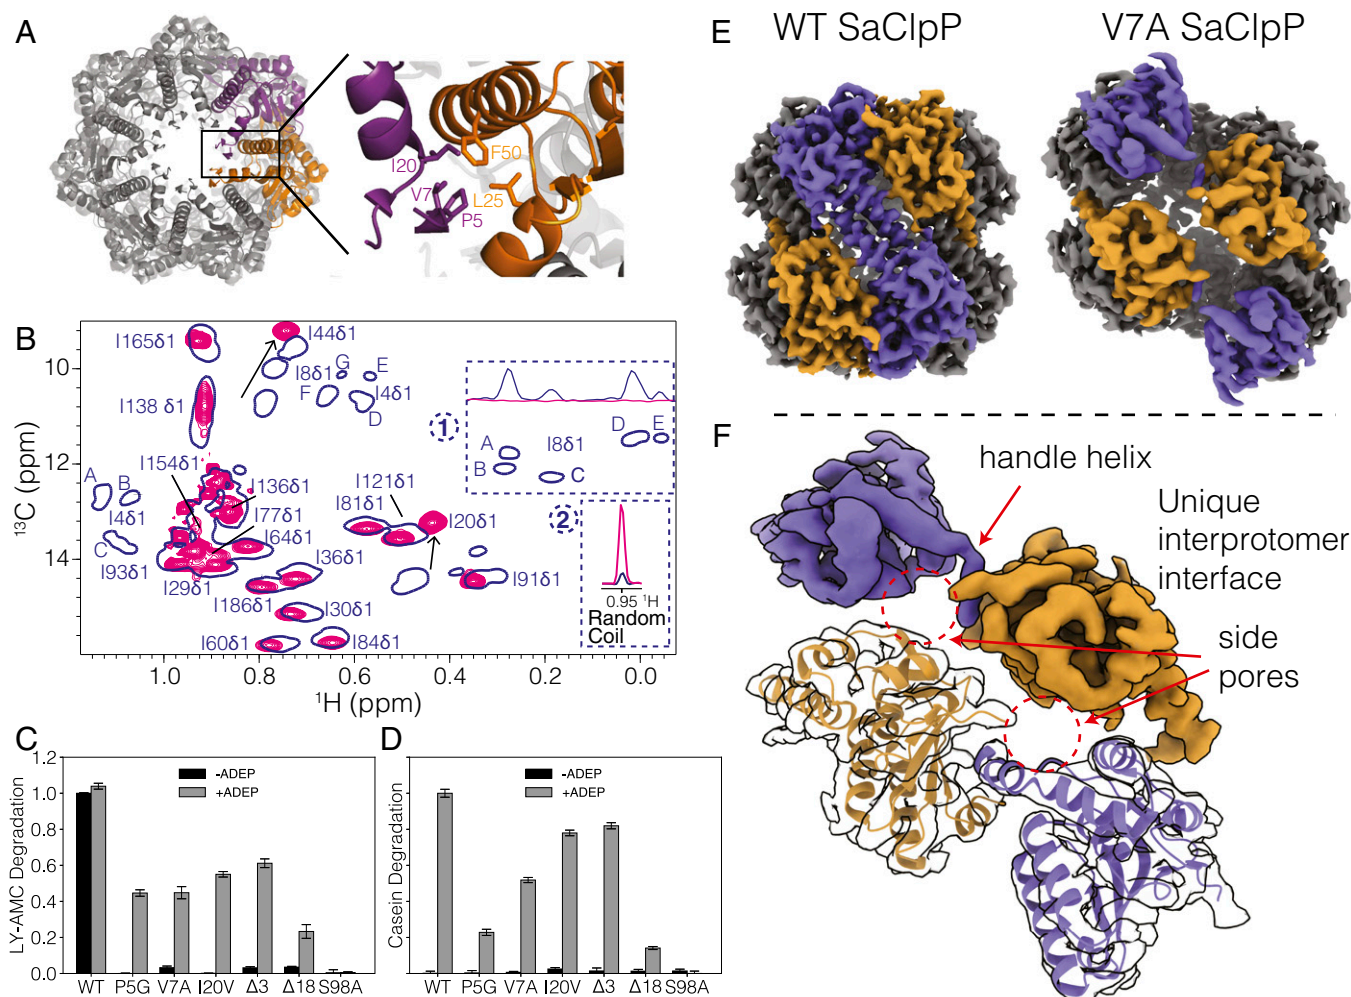 A
I20
F50
V7
L25
P5
B
I165δ1
I44δ1
G
E
I8δ1
F
I4δ1
D
I138 δ1
1
A
B
I8δ1
D
E
C
I154δ1
A
B
I4δ1
C
I136δ1
I77δ1
I121δ1
I81δ1
I20δ1
I64δ1
I36δ1
I93δ1
I29δ1
I91δ1
I186δ1
I30δ1
I60δ1
I84δ1
2
0.95 ¹H
Random
Coil
10.0
12.0
14.0
¹³C (ppm)
1.0
0.8
0.6
0.4
0.2
0.0
¹H (ppm)
C
1.2
1.0
0.8
0.6
0.4
0.2
0.0
LY-AMC Degradation
-ADEP
+ADEP
WT P5G V7A I20V Δ3 Δ18 S98A
D
Casein Degradation
-ADEP
+ADEP
WT P5G V7A I20V Δ3 Δ18 S98A
E
WT SaClpP
V7A SaClpP
F
handle helix
Unique
interprotomer
interface
side
pores